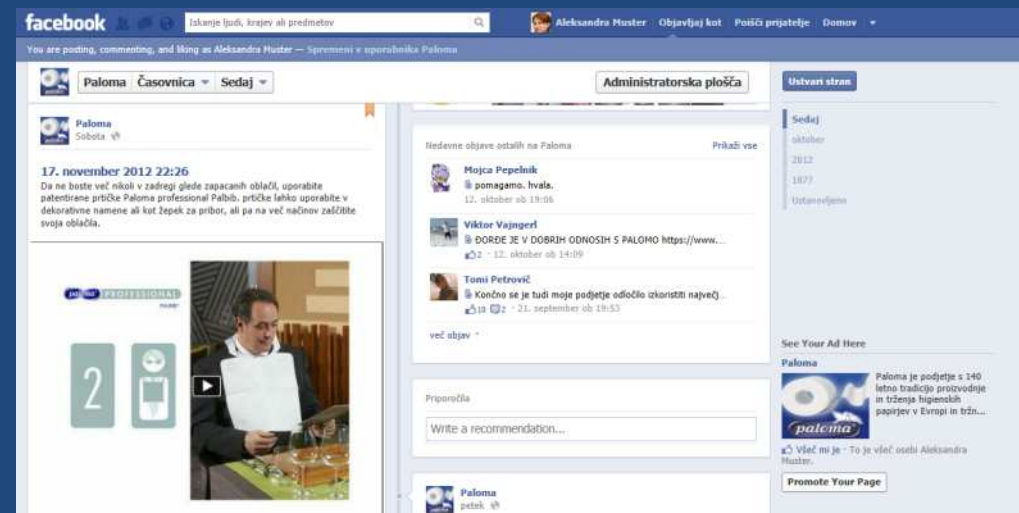 facebook
Iskanje ljudi, krajev ali predmetov
Aleksandra Muster Objavljaj kot Poišči prijatelje Domov
You are posting, commenting, and liking as Aleksandra Muster — Spremeni v uporabnika Paloma
Paloma Časovnica Sedaj
Administratorska plošča
Paloma
Sobota
17. november 2012 22:26
Da ne boste več nikoli v zadregi glede zapacanih oblačil, uporabite
patentirane prtičke Paloma professional Palbib. prtičke lahko uporabite v
dekorativne namene ali kot žepek za pribor, ali pa na več načinov zaščitite
svoja oblačila.
paloma PROFESSIONAL
2
Nedavne objave ostalih na Paloma Prikaži vse
Mojca Pepelnik
pomagamo. hvala.
12. oktober ob 19:06
Viktor Vajngerl
ĐORĐE JE V DOBRIH ODNOSIH S PALOMO https://www...
2 · 12. oktober ob 14:09
Tomi Petrovič
Končno se je tudi moje podjetje odločilo izkoristiti največj...
18 2 · 21. september ob 19:53
več objav
Priporočila
Write a recommendation...
Paloma
petek
Ustvari stran
Sedaj
oktober
2012
1877
Ustanovljeno
See Your Ad Here
Paloma
Paloma je podjetje s 140
letno tradicijo proizvodnje
in trženja higienskih
papirjev v Evropi in tržn...
paloma
Všeč mi je · To je všeč osebi Aleksandra
Muster.
Promote Your Page